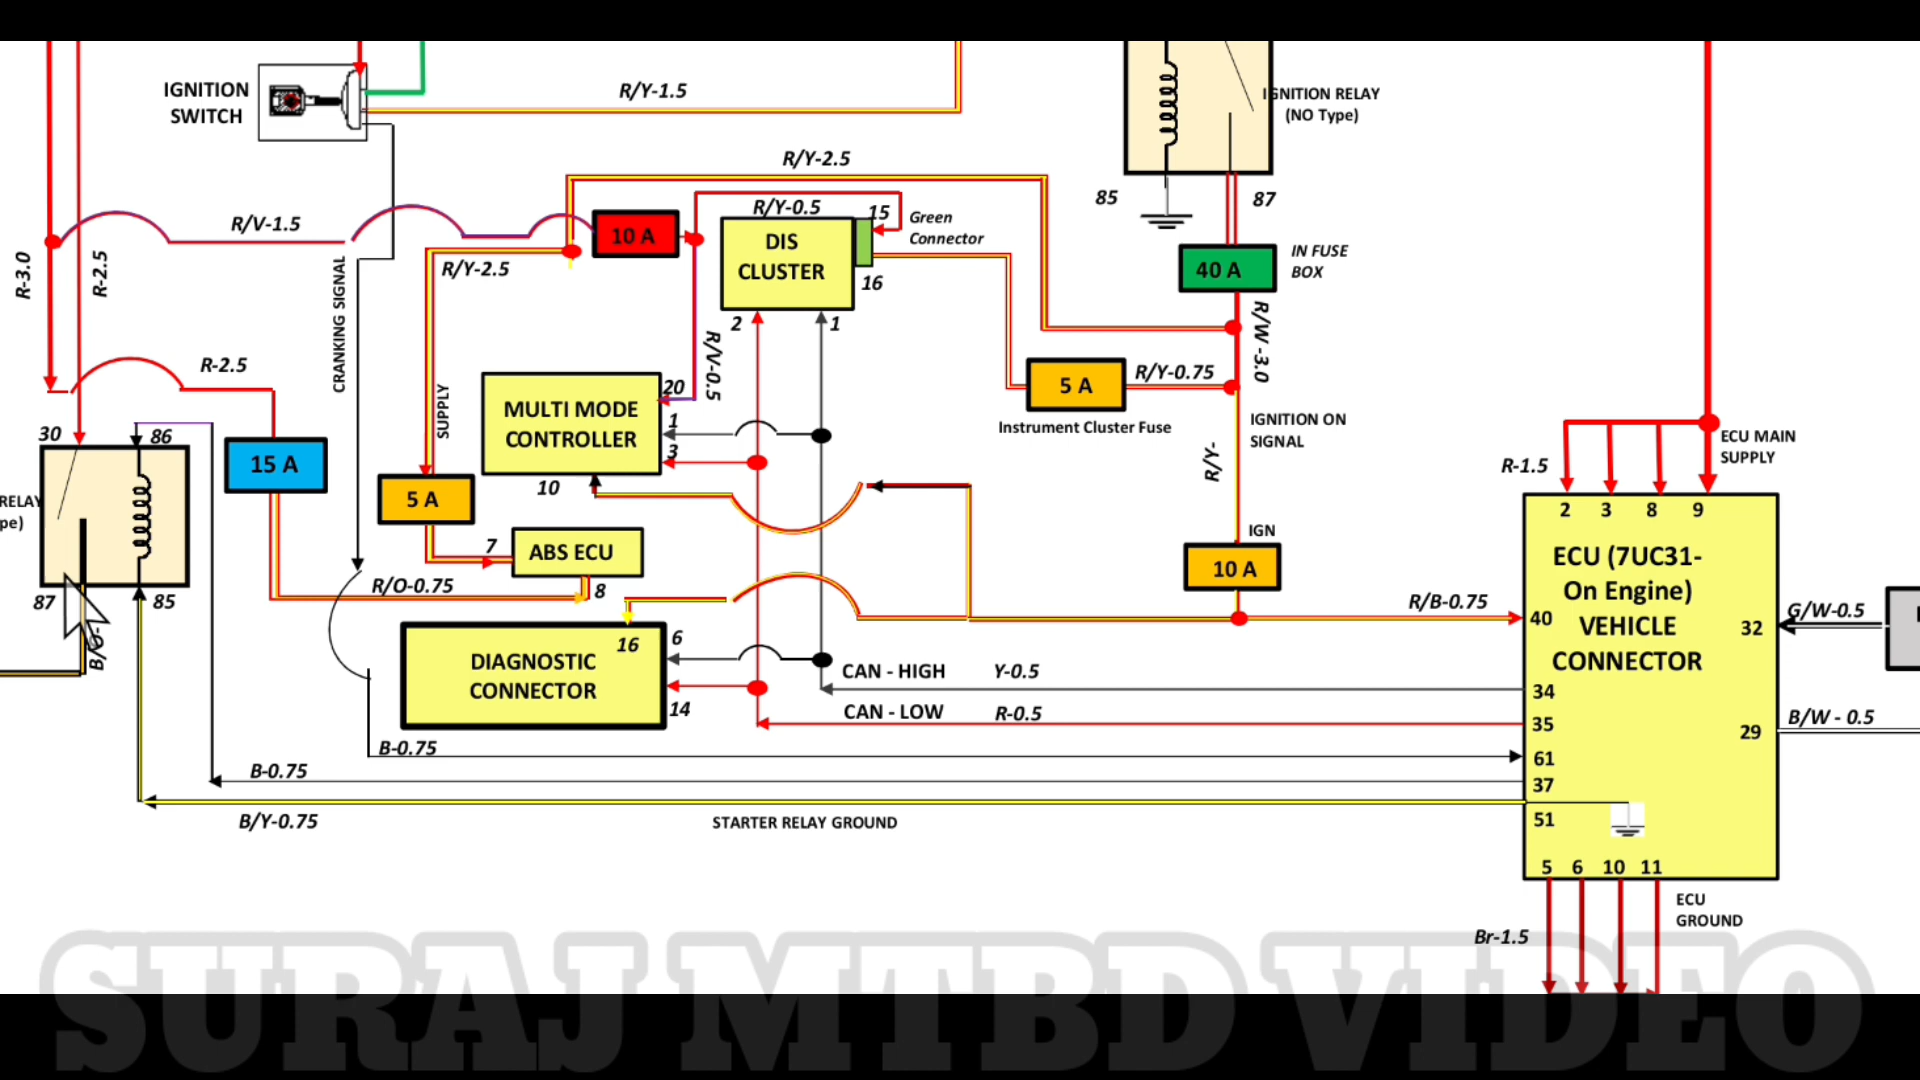 IGNITION
SWITCH
R/Y-1.5
IGNITION RELAY
(NO Type)
R/Y-2.5
85
87
R/V-1.5
10 A
R/Y-0.5
15
Green
Connector
DIS
CLUSTER
16
2
1
40 A
IN FUSE
BOX
R-3.0
R-2.5
CRANKING SIGNAL
R/Y-2.5
R/W -3.0
R/V-0.5
R-2.5
SUPPLY
MULTI MODE
CONTROLLER
20
1
3
10
5 A
R/Y-0.75
Instrument Cluster Fuse
IGNITION ON
SIGNAL
R/Y-
ECU MAIN
SUPPLY
R-1.5
30
86
RELAY
pe)
87
85
B/O-
15 A
5 A
7
ABS ECU
8
R/O-0.75
IGN
10 A
2
3
8
9
ECU (7UC31-
On Engine)
VEHICLE
CONNECTOR
R/B-0.75
40
32
G/W-0.5
16
6
DIAGNOSTIC
CONNECTOR
14
CAN - HIGH
Y-0.5
34
CAN - LOW
R-0.5
35
29
B/W - 0.5
B-0.75
61
B-0.75
37
B/Y-0.75
STARTER RELAY GROUND
51
5
6
10
11
ECU
GROUND
Br-1.5
SURAJ MTBD VIDEO